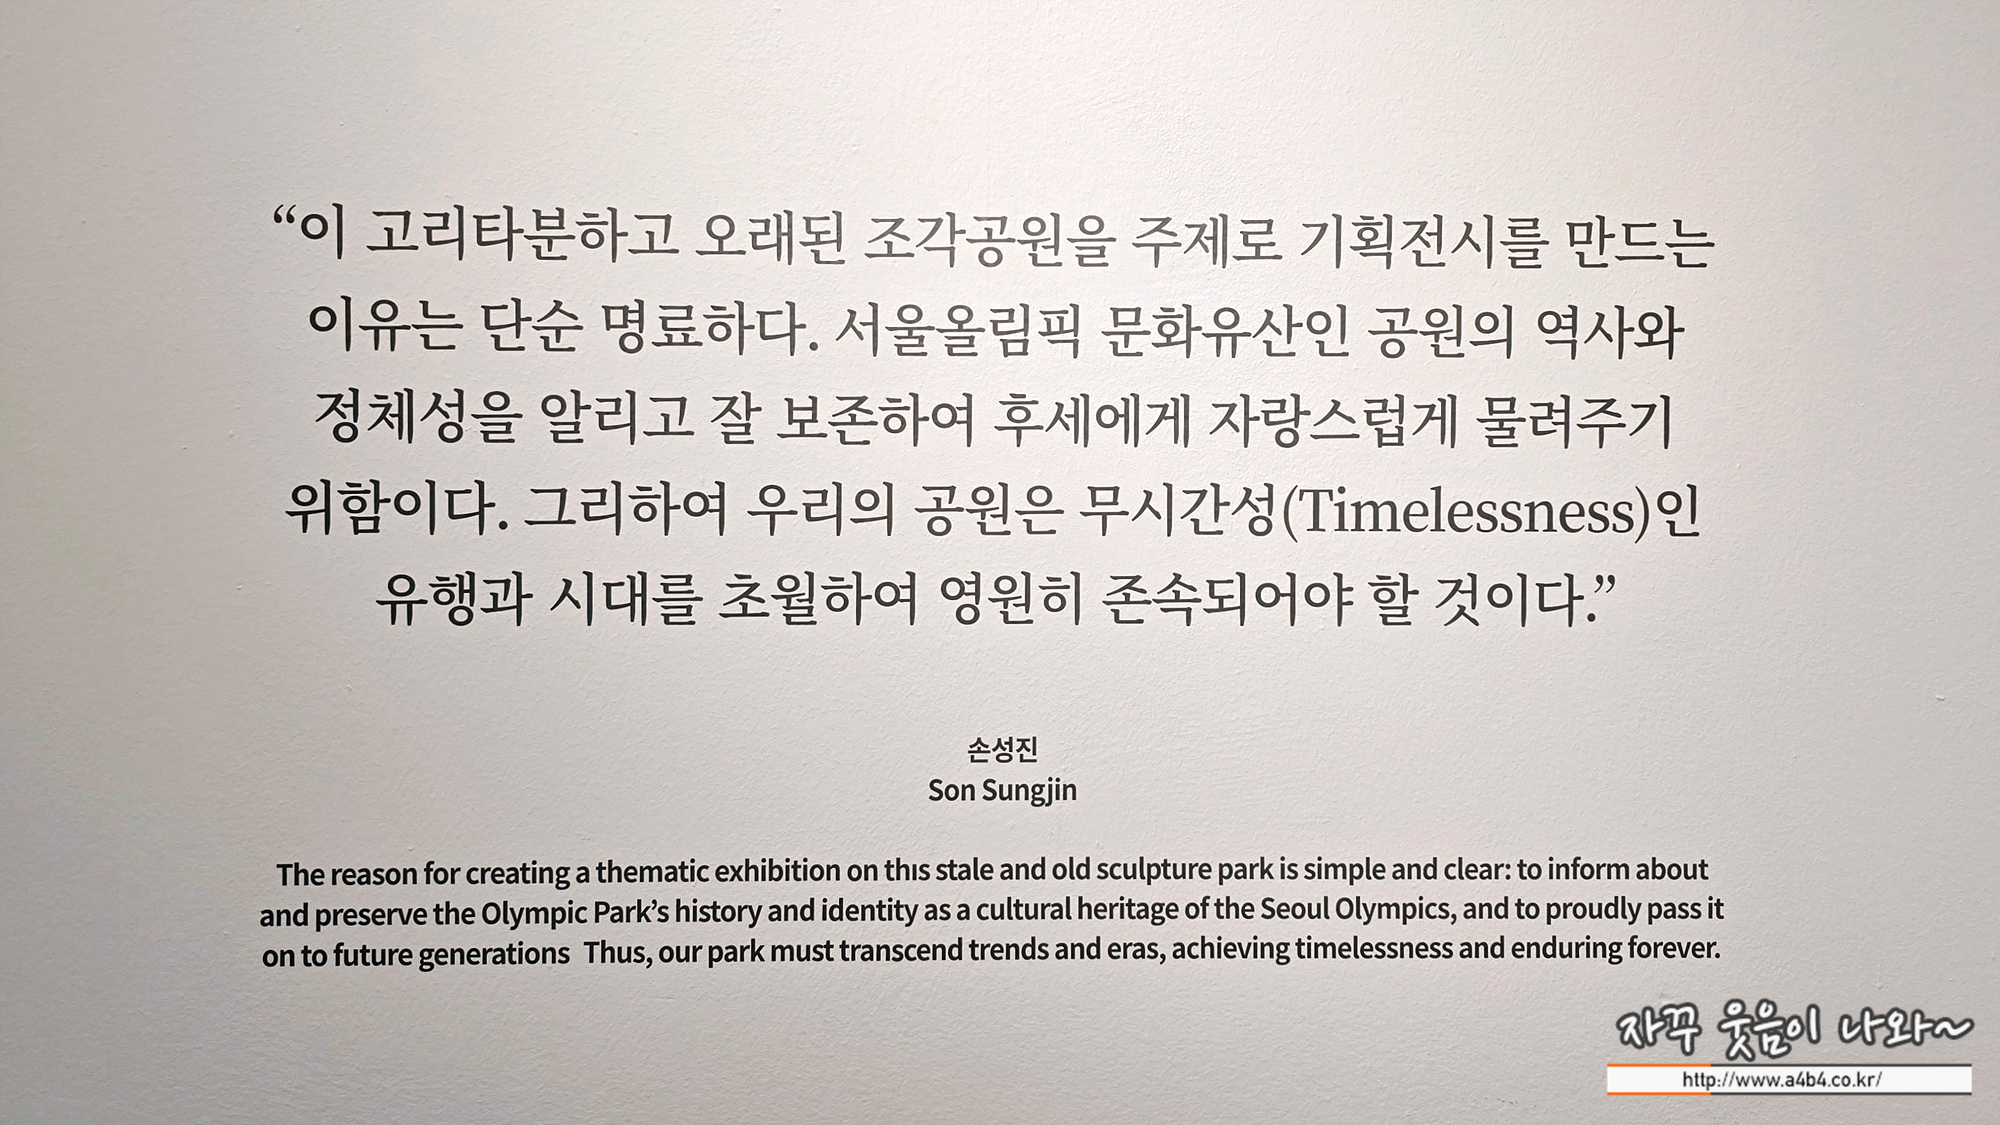 “이 고리타분하고 오래된 조각공원을 주제로 기획전시를 만드는
이유는 단순 명료하다. 서울올림픽 문화유산인 공원의 역사와
정체성을 알리고 잘 보존하여 후세에게 자랑스럽게 물려주기
위함이다. 그리하여 우리의 공원은 무시간성(Timelessness)인
유행과 시대를 초월하여 영원히 존속되어야 할 것이다.”
손성진
Son Sungjin
The reason for creating a thematic exhibition on this stale and old sculpture park is simple and clear: to inform about
and preserve the Olympic Park’s history and identity as a cultural heritage of the Seoul Olympics, and to proudly pass it
on to future generations  Thus, our park must transcend trends and eras, achieving timelessness and enduring forever.
자꾸 웃음이 나와~
http://www.a4b4.co.kr/